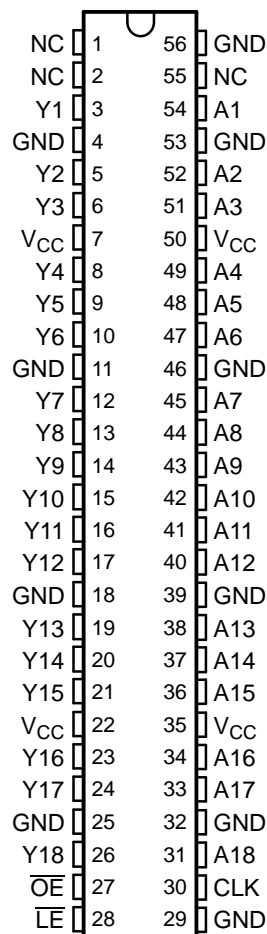 NC 1 56 GND
NC 2 55 NC
Y1 3 54 A1
GND 4 53 GND
Y2 5 52 A2
Y3 6 51 A3
VCC 7 50 VCC
Y4 8 49 A4
Y5 9 48 A5
Y6 10 47 A6
GND 11 46 GND
Y7 12 45 A7
Y8 13 44 A8
Y9 14 43 A9
Y10 15 42 A10
Y11 16 41 A11
Y12 17 40 A12
GND 18 39 GND
Y13 19 38 A13
Y14 20 37 A14
Y15 21 36 A15
VCC 22 35 VCC
Y16 23 34 A16
Y17 24 33 A17
GND 25 32 GND
Y18 26 31 A18
O̅E̅ 27 30 CLK
L̅E̅ 28 29 GND